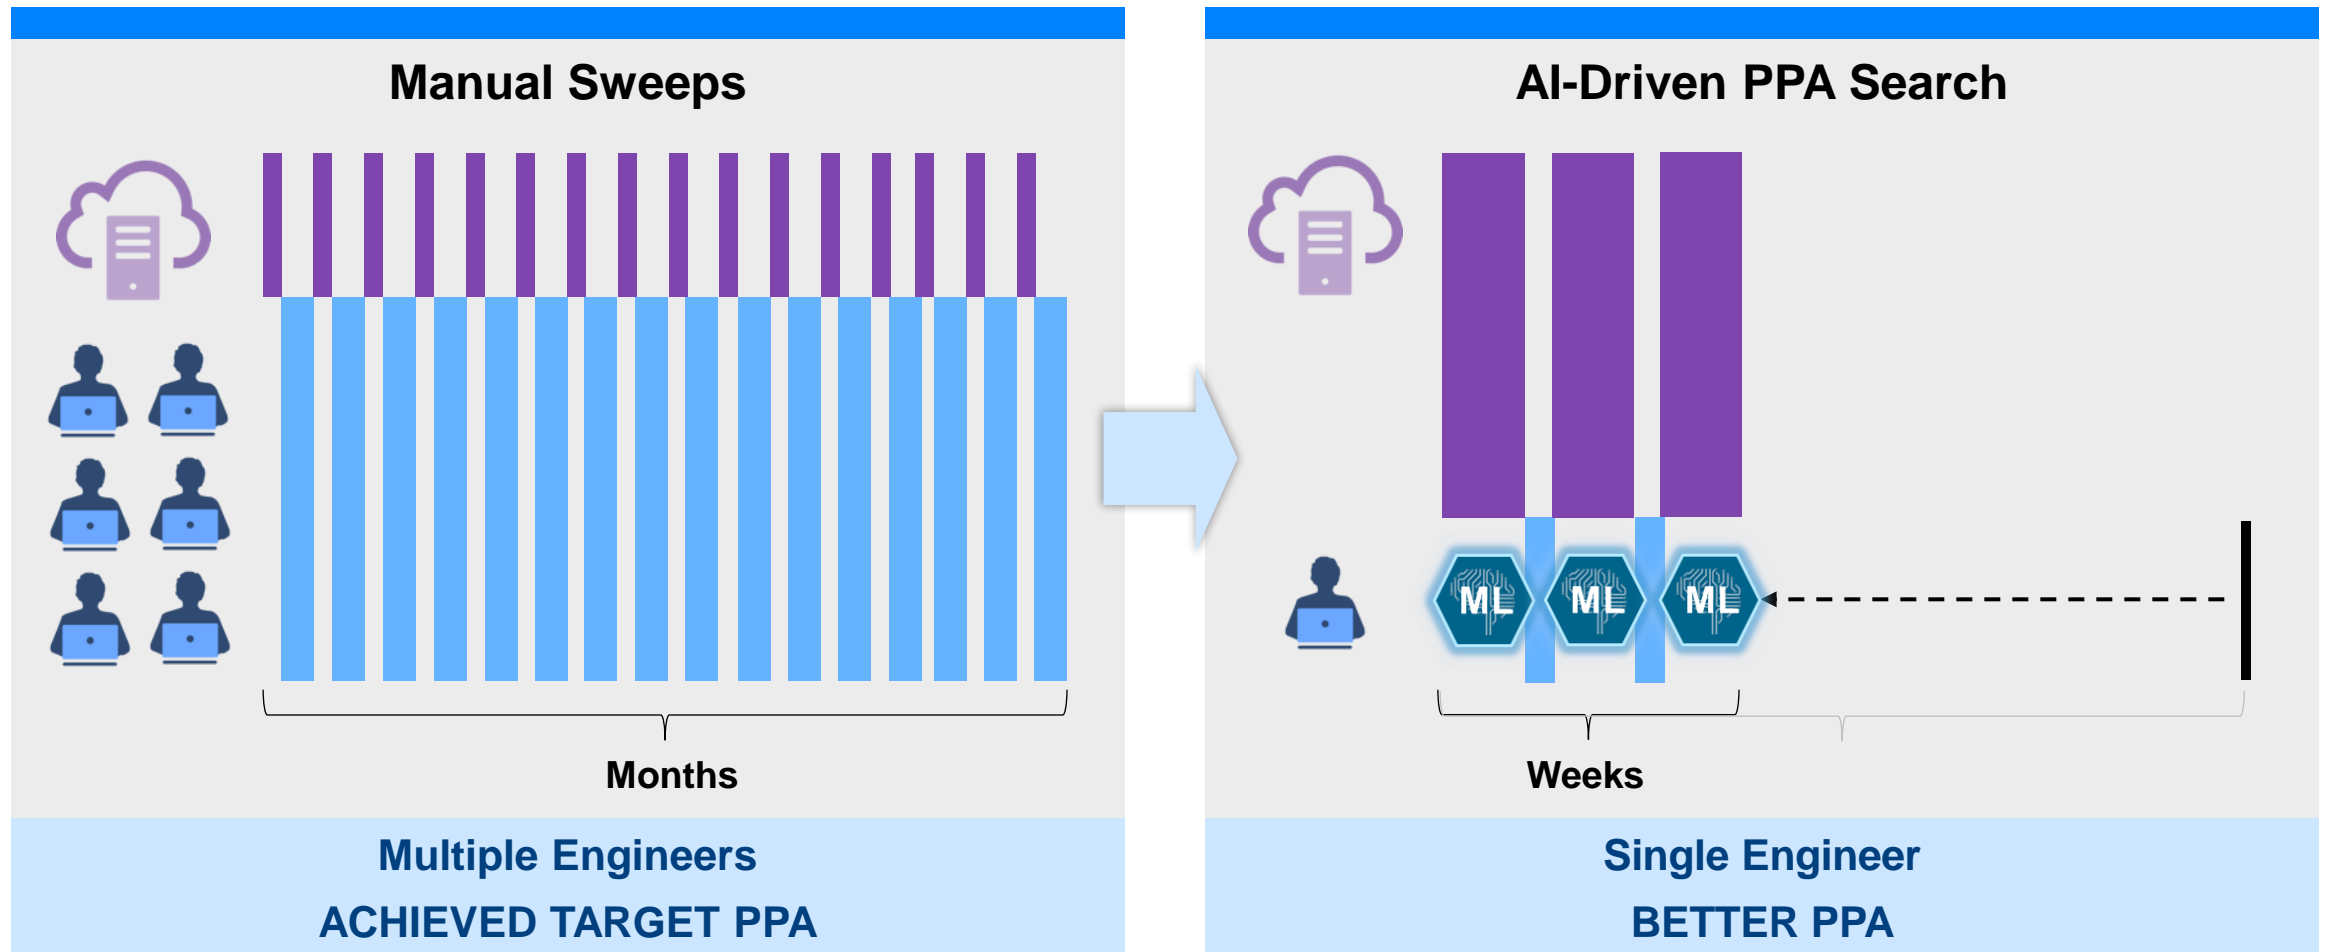 Manual Sweeps
Months
Multiple Engineers
ACHIEVED TARGET PPA
AI-Driven PPA Search
ML
ML
ML
Weeks
Single Engineer
BETTER PPA